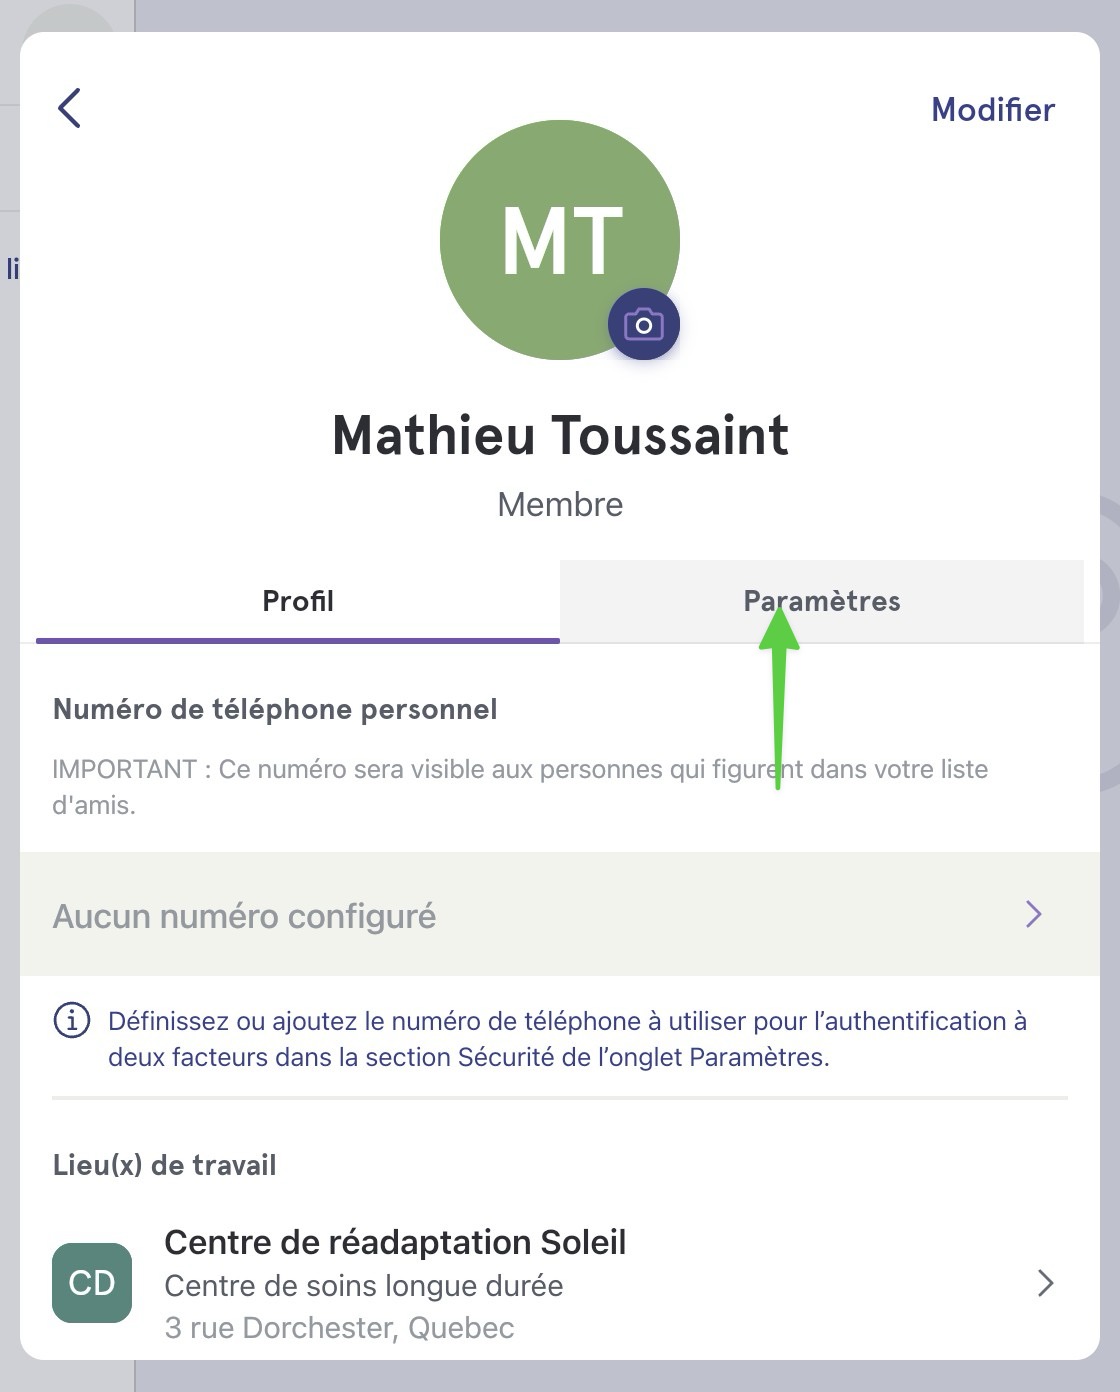 Modifier
MT
Mathieu Toussaint
Membre
Profil
Paramètres
Numéro de téléphone personnel
IMPORTANT : Ce numéro sera visible aux personnes qui figurent dans votre liste
d'amis.
Aucun numéro configuré
Définissez ou ajoutez le numéro de téléphone à utiliser pour l’authentification à
deux facteurs dans la section Sécurité de l’onglet Paramètres.
Lieu(x) de travail
CD
Centre de réadaptation Soleil
Centre de soins longue durée
3 rue Dorchester, Quebec